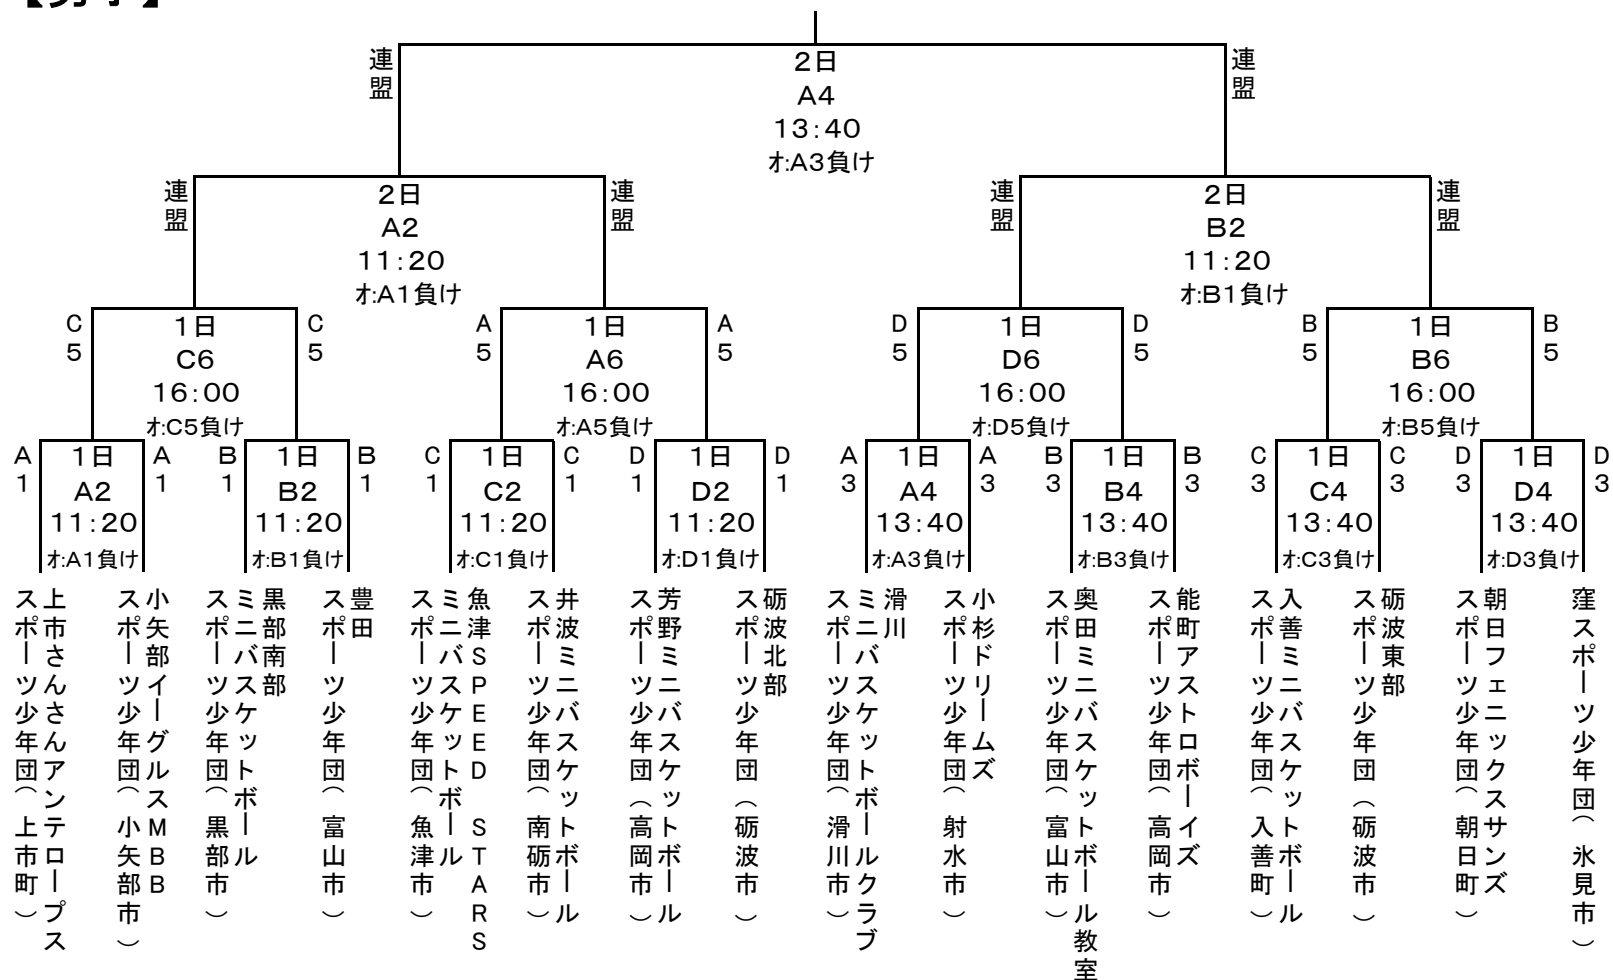 【男子】
連盟
2日
A4
13:40
ｵ:A3負け
連盟
連盟
2日
A2
11:20
ｵ:A1負け
連盟
連盟
2日
B2
11:20
ｵ:B1負け
連盟
C5
1日
C6
16:00
ｵ:C5負け
C5
A5
1日
A6
16:00
ｵ:A5負け
A5
D5
1日
D6
16:00
ｵ:D5負け
D5
B5
1日
B6
16:00
ｵ:B5負け
B5
A1
1日
A2
11:20
ｵ:A1負け
A1
B1
1日
B2
11:20
ｵ:B1負け
B1
C1
1日
C2
11:20
ｵ:C1負け
C1
D1
1日
D2
11:20
ｵ:D1負け
D1
A3
1日
A4
13:40
ｵ:A3負け
A3
B3
1日
B4
13:40
ｵ:B3負け
B3
C3
1日
C4
13:40
ｵ:C3負け
C3
D3
1日
D4
13:40
ｵ:D3負け
D3
上市さんさんアンテロープス
スポーツ少年団(上市町)
小矢部イーグルスMBB
スポーツ少年団(小矢部市)
黒部南部
ミニバスケットボール
スポーツ少年団(黒部市)
豊田
スポーツ少年団(富山市)
魚津SPEED STARS
ミニバスケットボール
スポーツ少年団(魚津市)
井波ミニバスケットボール
スポーツ少年団(南砺市)
芳野ミニバスケットボール
スポーツ少年団(高岡市)
砺波北部
スポーツ少年団(砺波市)
滑川
ミニバスケットボールクラブ
スポーツ少年団(滑川市)
小杉ドリームズ
スポーツ少年団(射水市)
奥田ミニバスケットボール教室
スポーツ少年団(富山市)
能町アストロボーイズ
スポーツ少年団(高岡市)
入善ミニバスケットボール
スポーツ少年団(入善町)
砺波東部
スポーツ少年団(砺波市)
朝日フェニックスサンズ
スポーツ少年団(朝日町)
窪スポーツ少年団(氷見市)